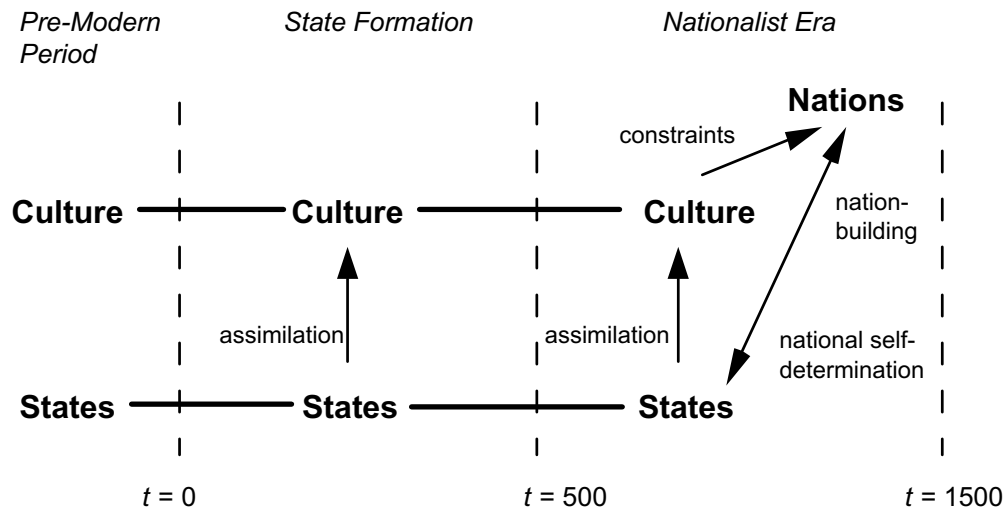 Pre-Modern
Period
State Formation
Nationalist Era
Nations
constraints
Culture
Culture
Culture
nation-
building
assimilation
assimilation
national self-
determination
States
States
States
t = 0
t = 500
t = 1500